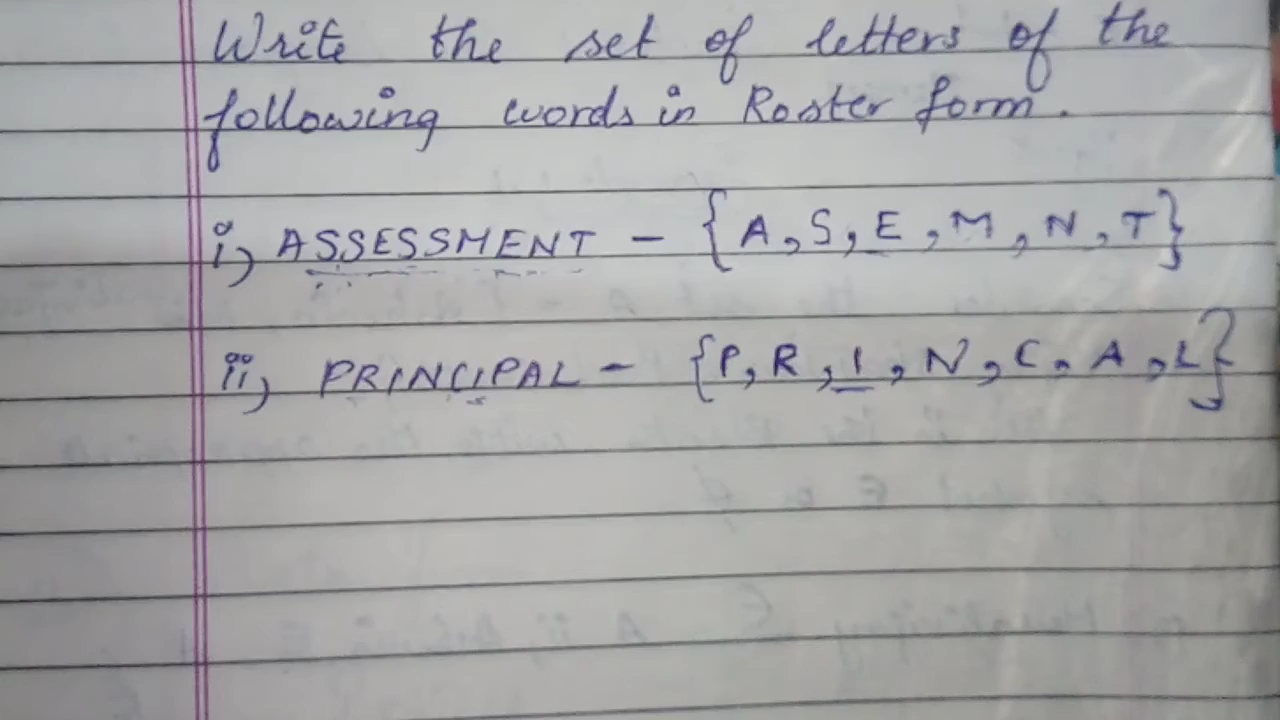 Write the set of letters of the
following words in Roster form.
i, ASSESSMENT - {A, S, E, M, N, T}
ii, PRINCIPAL - {P, R, I, N, C, A, L}